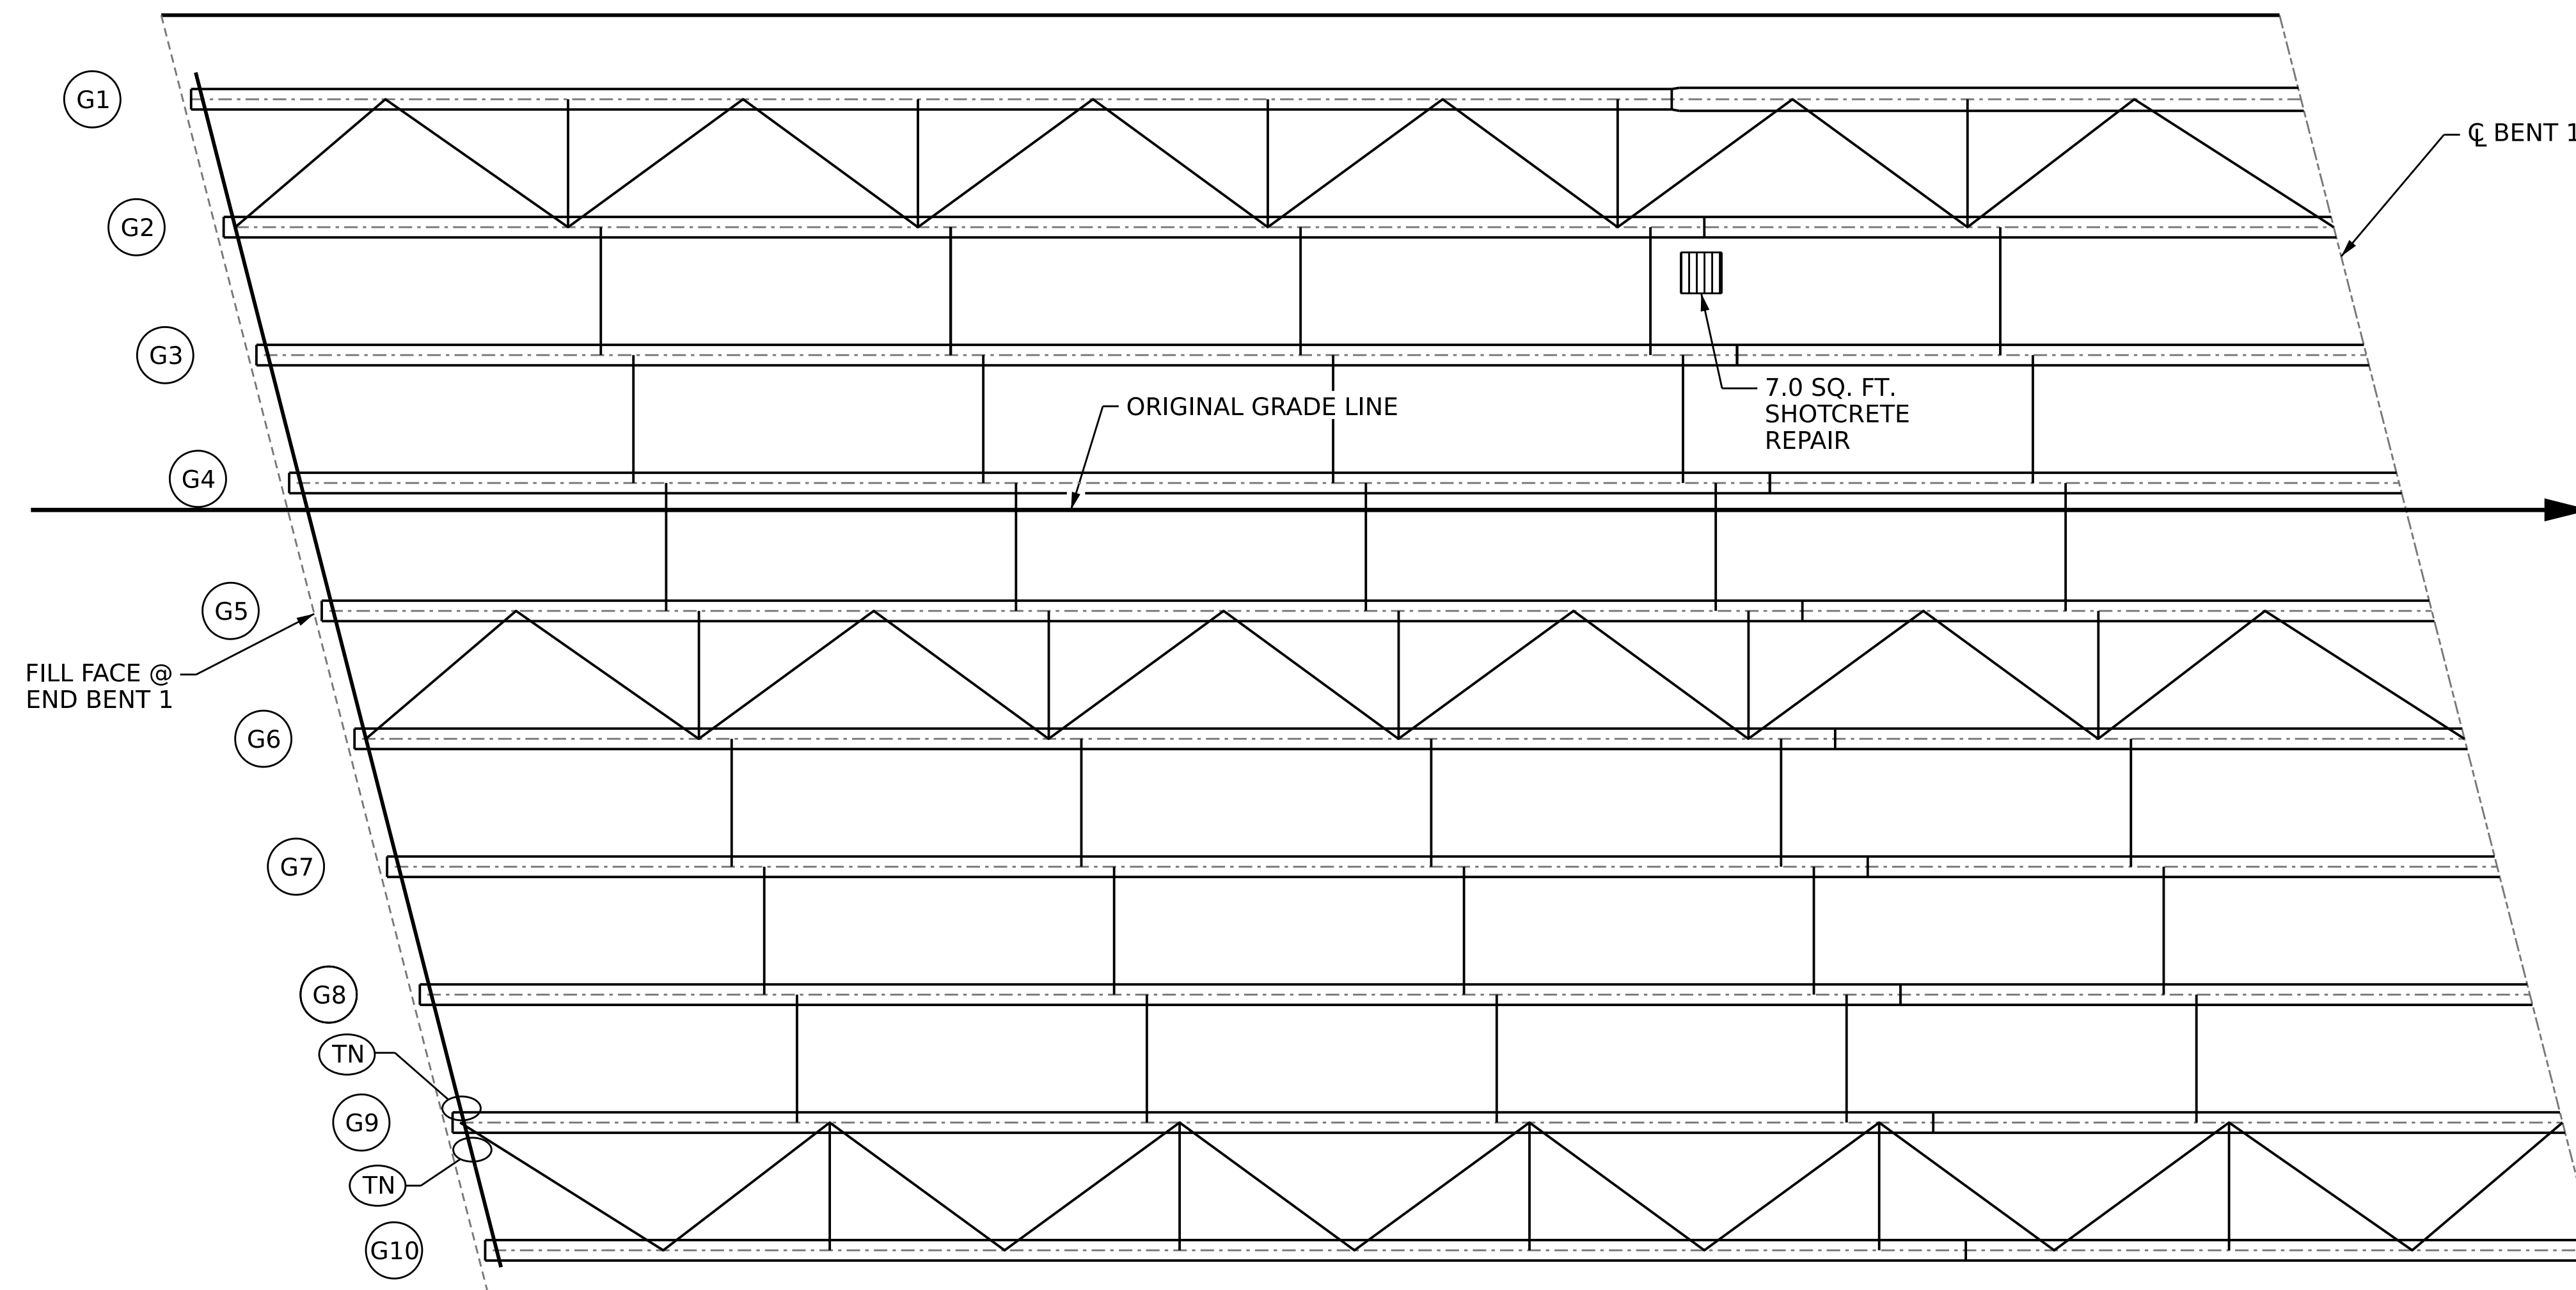 G1
℄ BENT 1
G2
G3
7.0 SQ. FT.
SHOTCRETE
REPAIR
ORIGINAL GRADE LINE
G4
G5
FILL FACE @
END BENT 1
G6
G7
G8
TN
G9
TN
G10